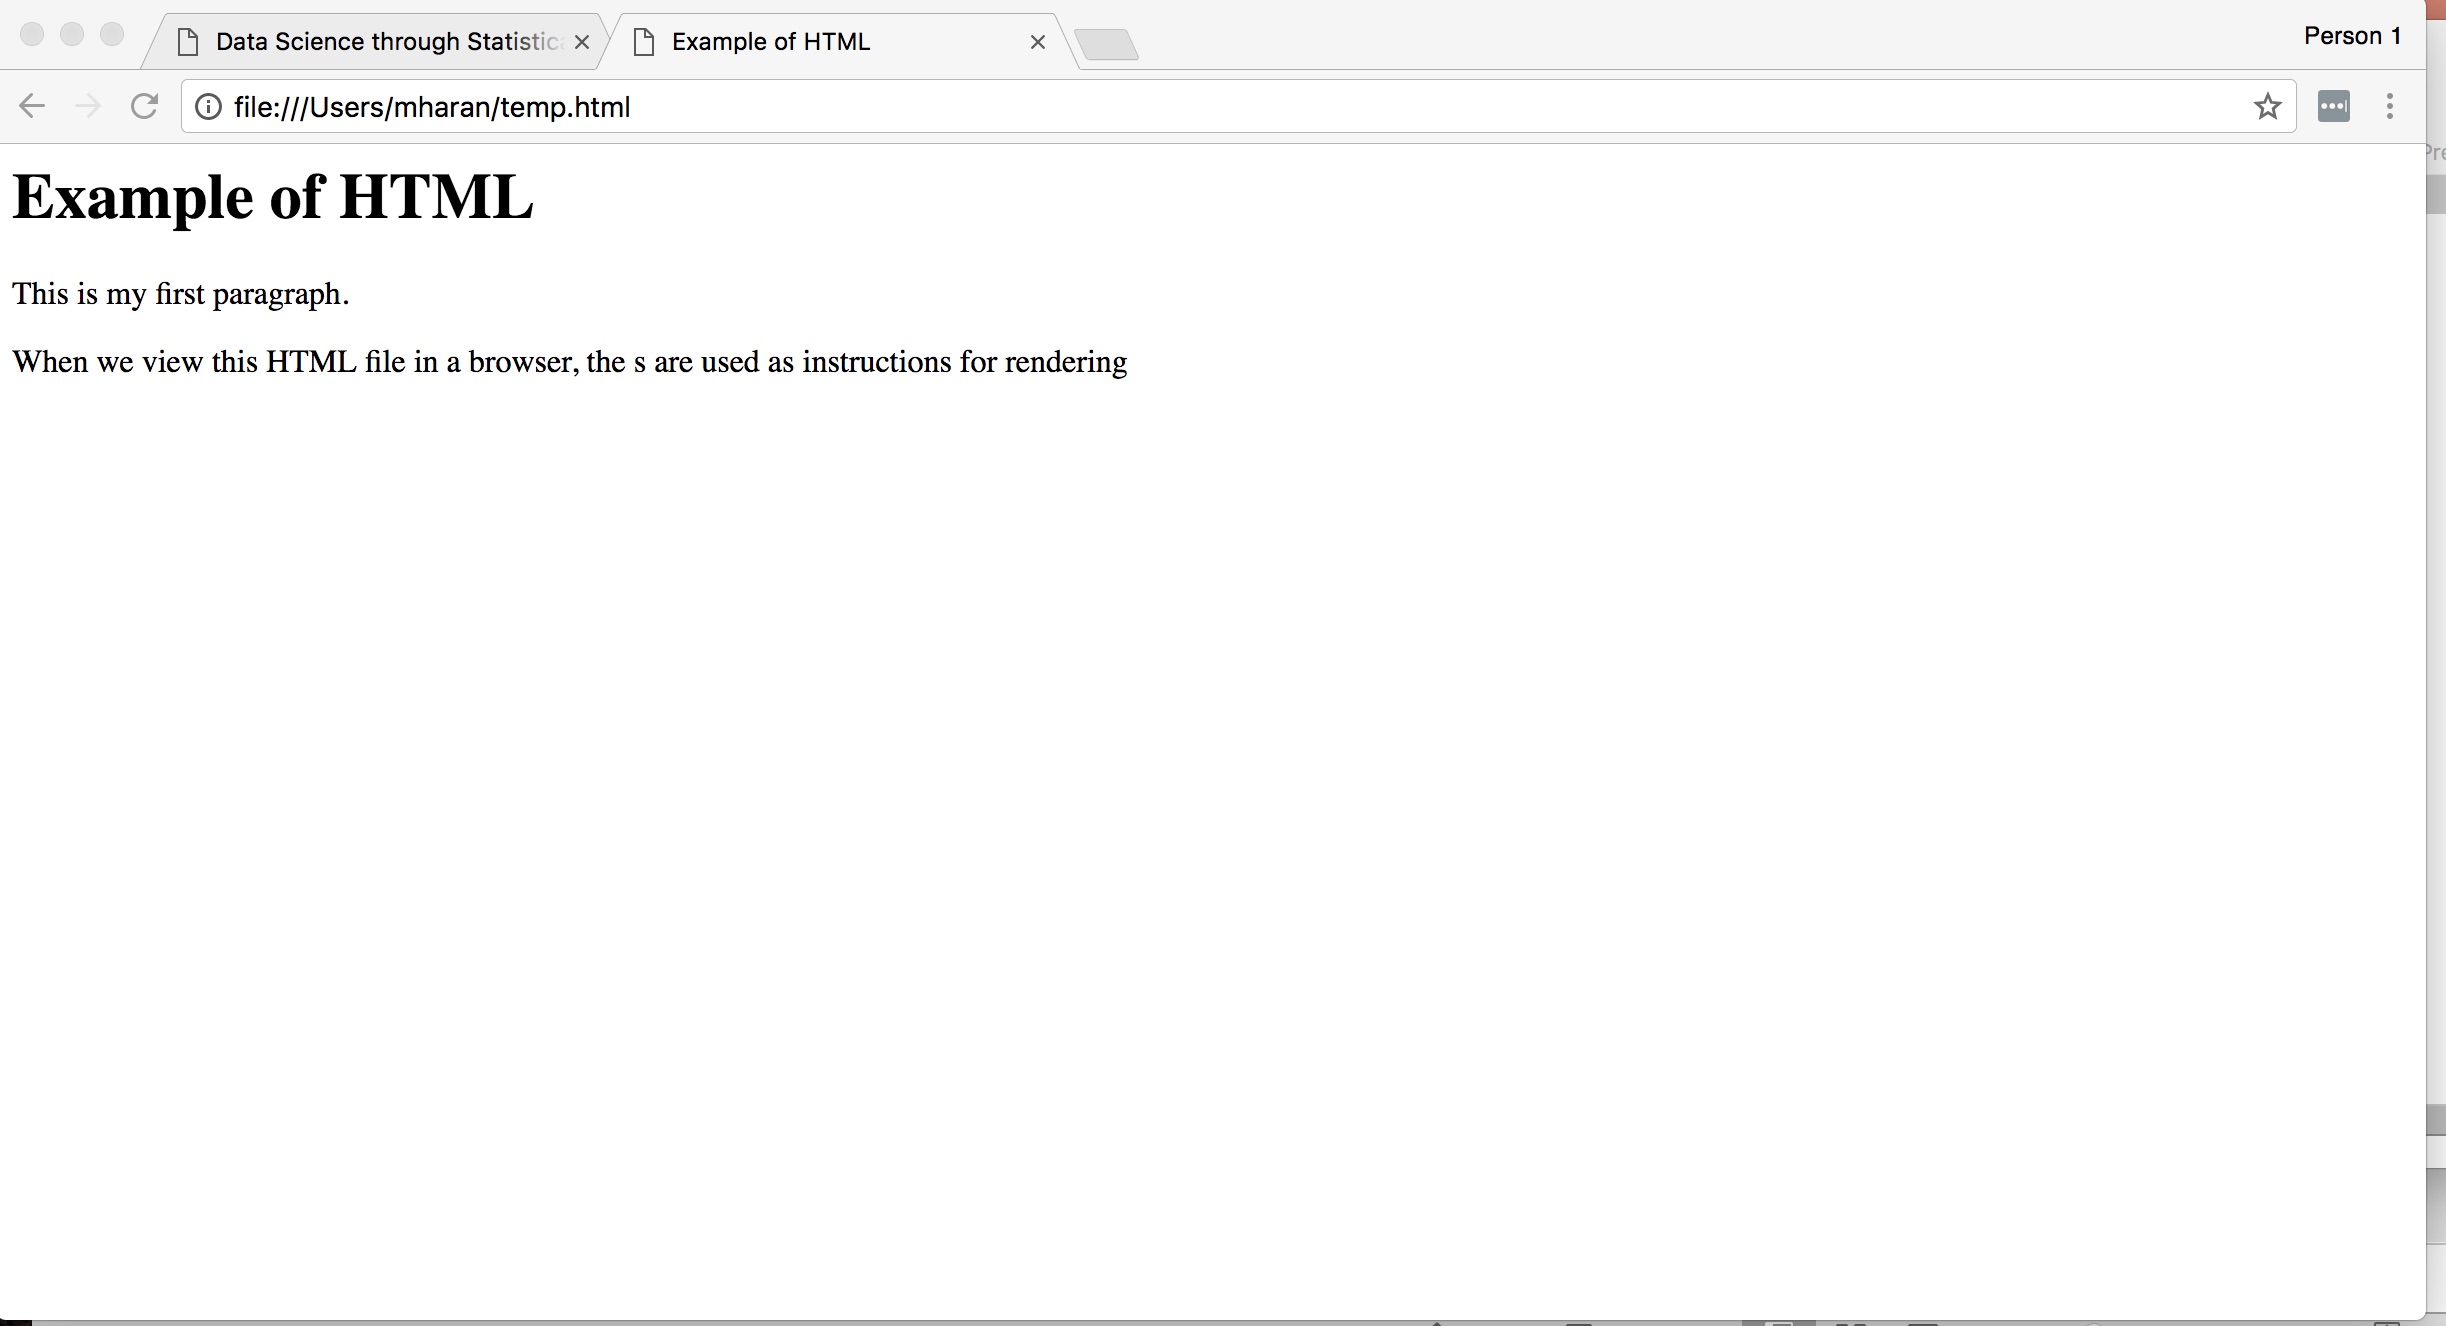 Data Science through Statistic
Example of HTML
Person 1
file:///Users/mharan/temp.html
Example of HTML
This is my first paragraph.
When we view this HTML file in a browser, the s are used as instructions for rendering